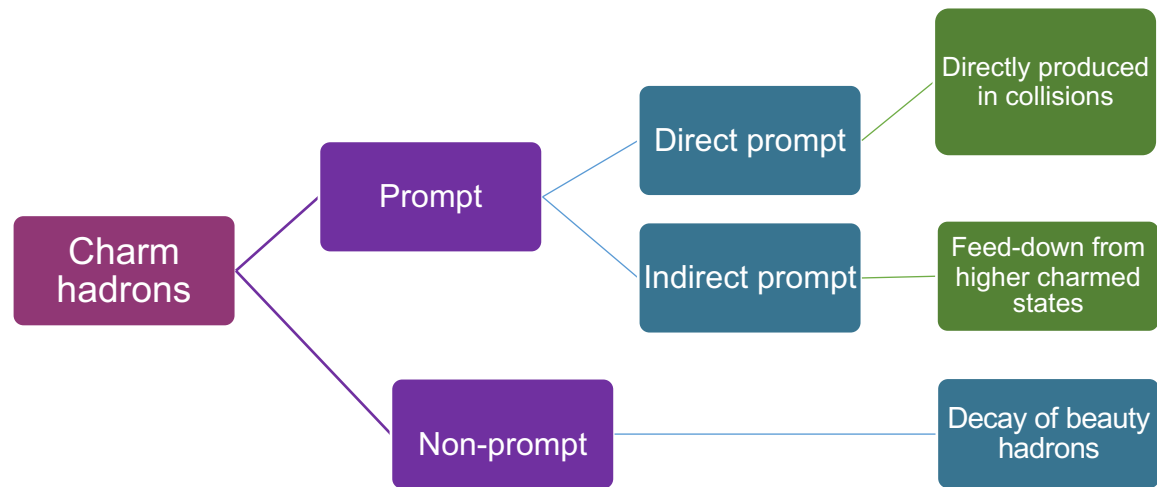 Charm
hadrons
Prompt
Non-prompt
Direct prompt
Indirect prompt
Directly produced
in collisions
Feed-down from
higher charmed
states
Decay of beauty
hadrons